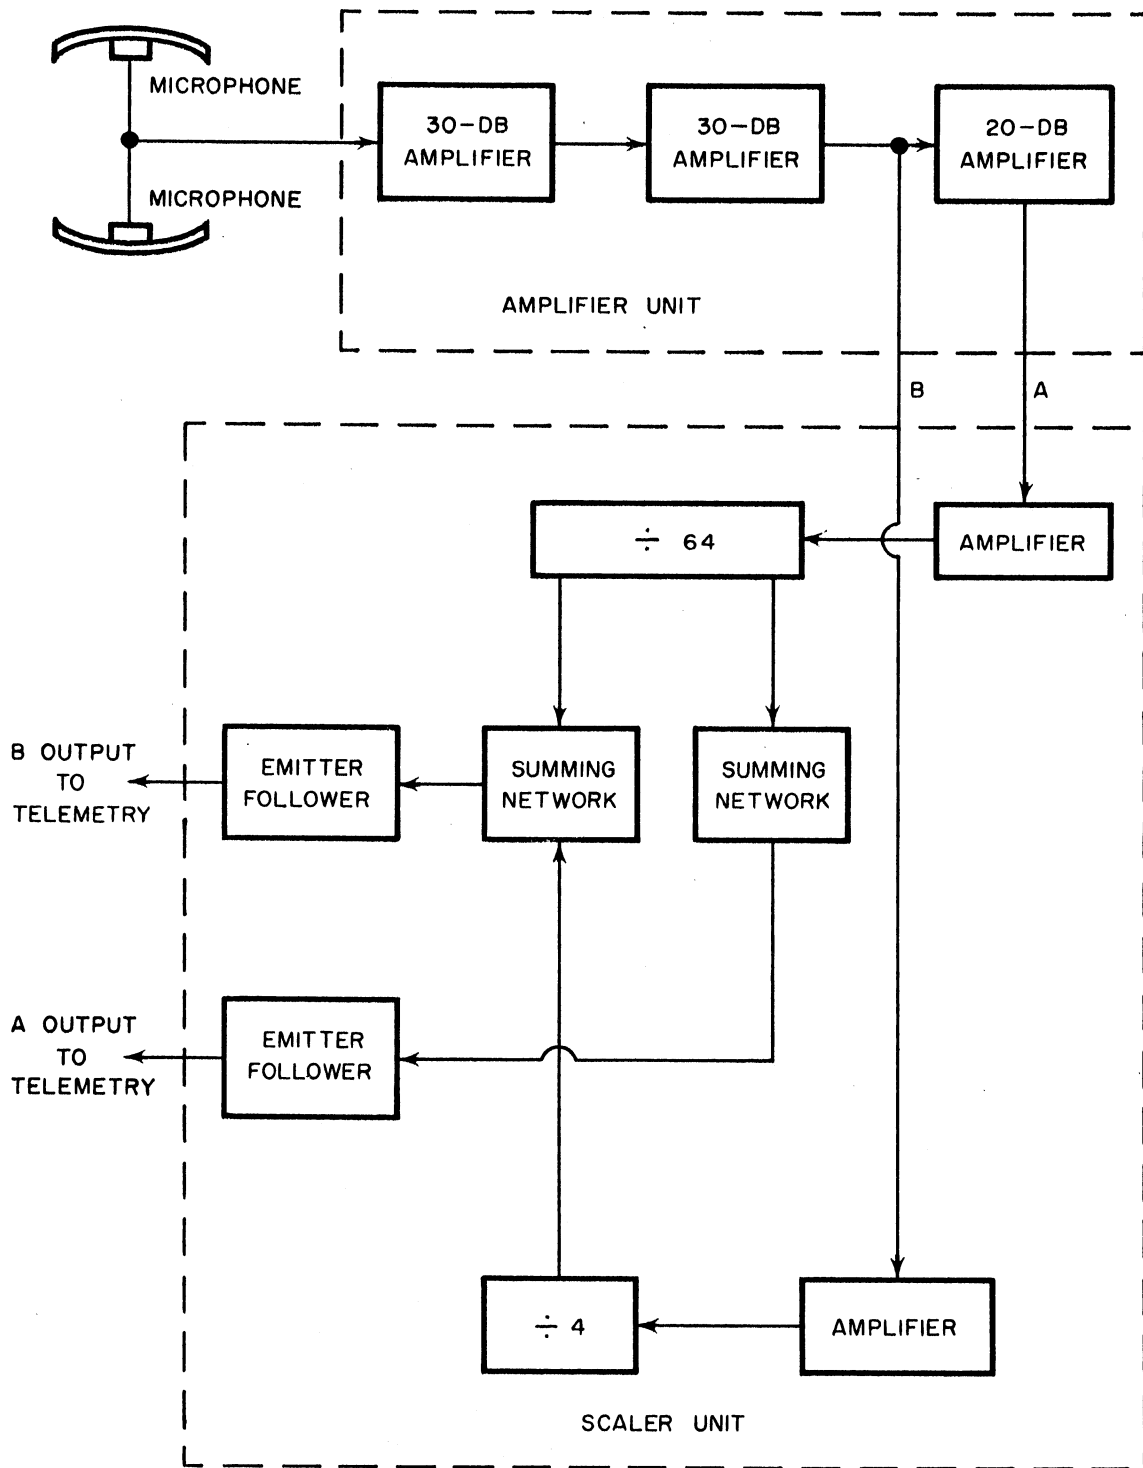 MICROPHONE
MICROPHONE
30-DB
AMPLIFIER
30-DB
AMPLIFIER
20-DB
AMPLIFIER
AMPLIFIER UNIT
B
A
÷ 64
AMPLIFIER
B OUTPUT
TO
TELEMETRY
EMITTER
FOLLOWER
SUMMING
NETWORK
SUMMING
NETWORK
A OUTPUT
TO
TELEMETRY
EMITTER
FOLLOWER
÷ 4
AMPLIFIER
SCALER UNIT